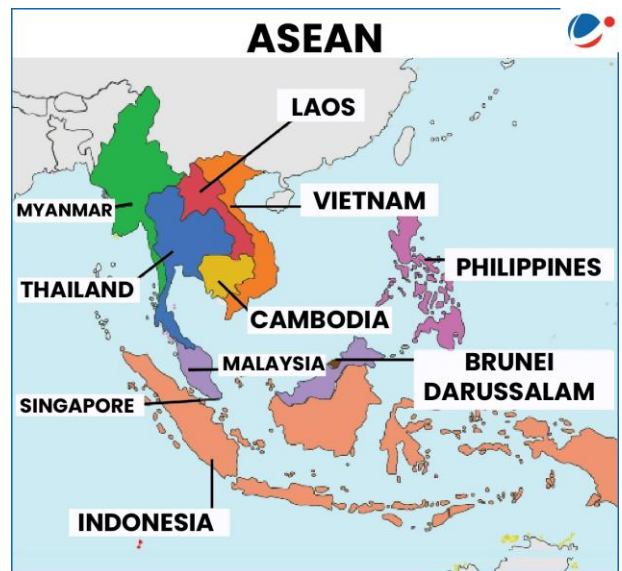 ASEAN
LAOS
MYANMAR
VIETNAM
THAILAND
PHILIPPINES
CAMBODIA
MALAYSIA
BRUNEI
DARUSSALAM
SINGAPORE
INDONESIA